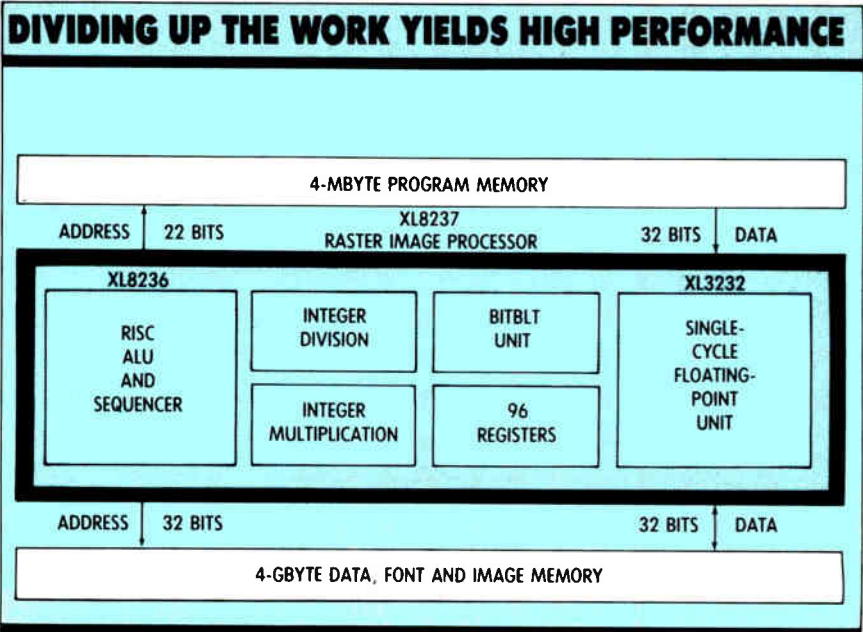 DIVIDING UP THE WORK YIELDS HIGH PERFORMANCE
4-MBYTE PROGRAM MEMORY
ADDRESS 22 BITS
XL8237
RASTER IMAGE PROCESSOR
32 BITS DATA
XL8236
RISC
ALU
AND
SEQUENCER
INTEGER
DIVISION
BITBLT
UNIT
INTEGER
MULTIPLICATION
96
REGISTERS
XL3232
SINGLE-
CYCLE
FLOATING-
POINT
UNIT
ADDRESS 32 BITS
32 BITS DATA
4-GBYTE DATA, FONT AND IMAGE MEMORY